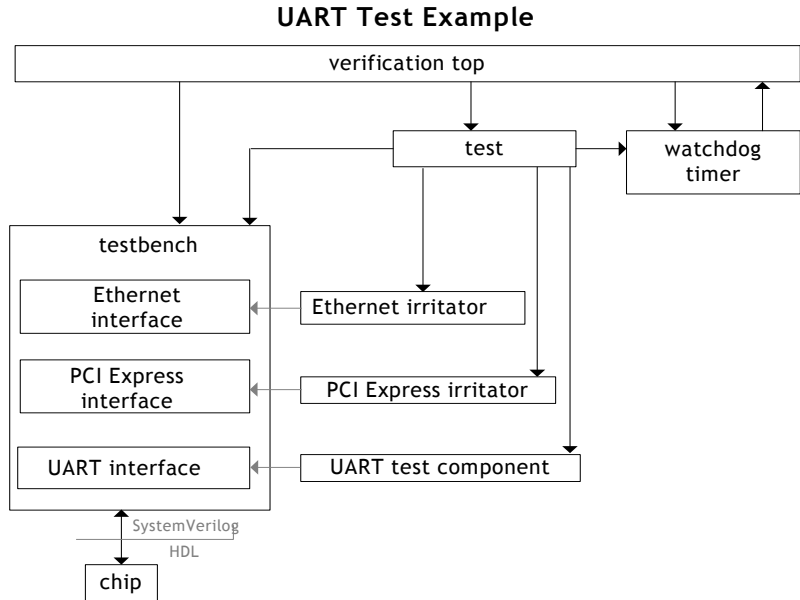 UART Test Example
verification top
test
watchdog
timer
testbench
Ethernet
interface
Ethernet irritator
PCI Express
interface
PCI Express irritator
UART interface
UART test component
SystemVerilog
HDL
chip